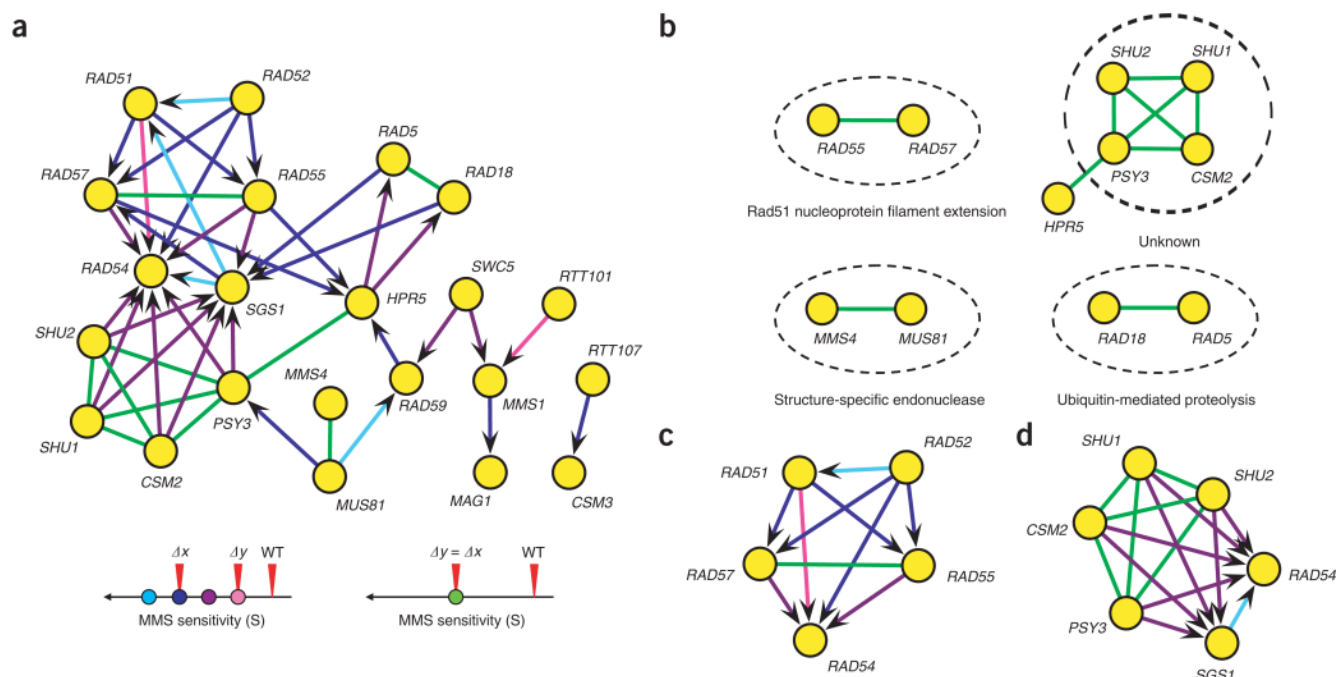 a
RAD51
RAD52
RAD5
RAD18
RAD57
RAD55
RAD54
SGS1
HPR5
SWC5
RTT101
SHU2
RTT107
MMS4
RAD59
MMS1
PSY3
SHU1
CSM2
MUS81
MAG1
CSM3
Δx
Δy
WT
MMS sensitivity (S)
Δy = Δx
WT
MMS sensitivity (S)
b
RAD55
RAD57
Rad51 nucleoprotein filament extension
SHU2
SHU1
PSY3
CSM2
HPR5
Unknown
MMS4
MUS81
Structure-specific endonuclease
RAD18
RAD5
Ubiquitin-mediated proteolysis
c
RAD51
RAD52
RAD57
RAD55
RAD54
d
SHU1
SHU2
CSM2
RAD54
PSY3
SGS1